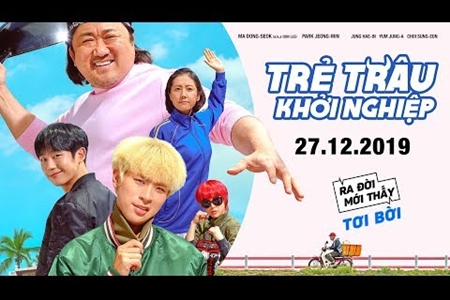 MA DONG-SEOK
PARK JEONG-MIN
JUNG HAE-IN
YUM JUNG-A
CHOI SUNG-EUN
TRẺ TRÂU
KHỞI NGHIỆP
27.12.2019
RA ĐỜI
MỚI THẤY
TƠI BỜI